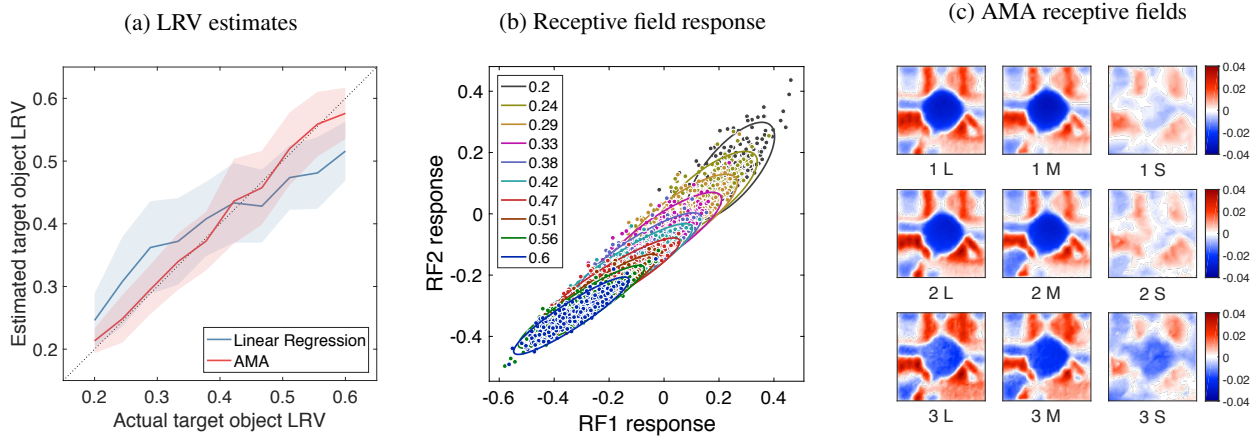 (a) LRV estimates
0.6
0.5
0.4
0.3
0.2
0.2 0.3 0.4 0.5 0.6
Estimated target object LRV
Actual target object LRV
Linear Regression
AMA
(b) Receptive field response
0.4
0.2
0
-0.2
-0.4
-0.6 -0.4 -0.2 0 0.2 0.4
RF2 response
RF1 response
0.2
0.24
0.29
0.33
0.38
0.42
0.47
0.51
0.56
0.6
(c) AMA receptive fields
0.04
0.02
0
-0.02
-0.04
1 L 1 M 1 S
0.04
0.02
0
-0.02
-0.04
2 L 2 M 2 S
0.04
0.02
0
-0.02
-0.04
3 L 3 M 3 S